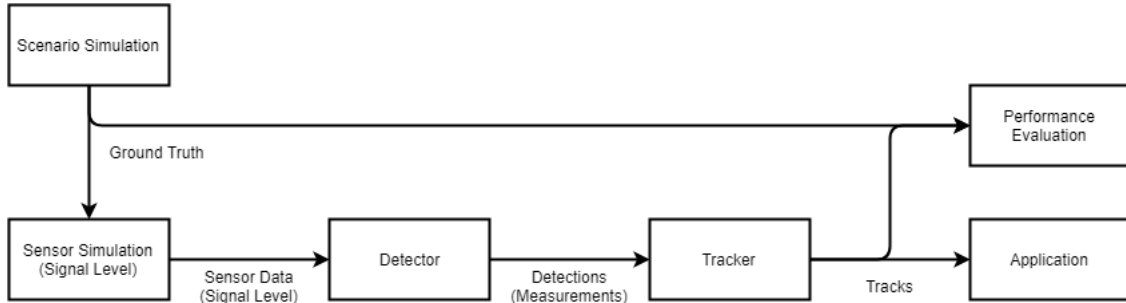 Scenario Simulation
Performance
Evaluation
Ground Truth
Sensor Simulation
(Signal Level)
Sensor Data
(Signal Level)
Detector
Detections
(Measurements)
Tracker
Tracks
Application